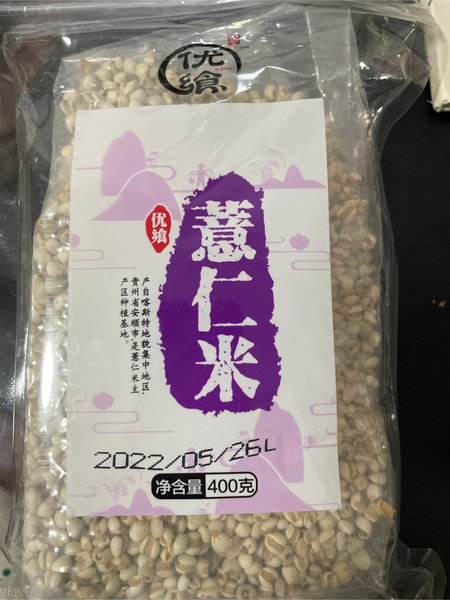 优
飨
TM
优飨
薏仁米
产自喀斯特地貌集中地区,
贵州省安顺市,是薏仁米主
产区种植基地。
2022/05/26L
净含量 400克